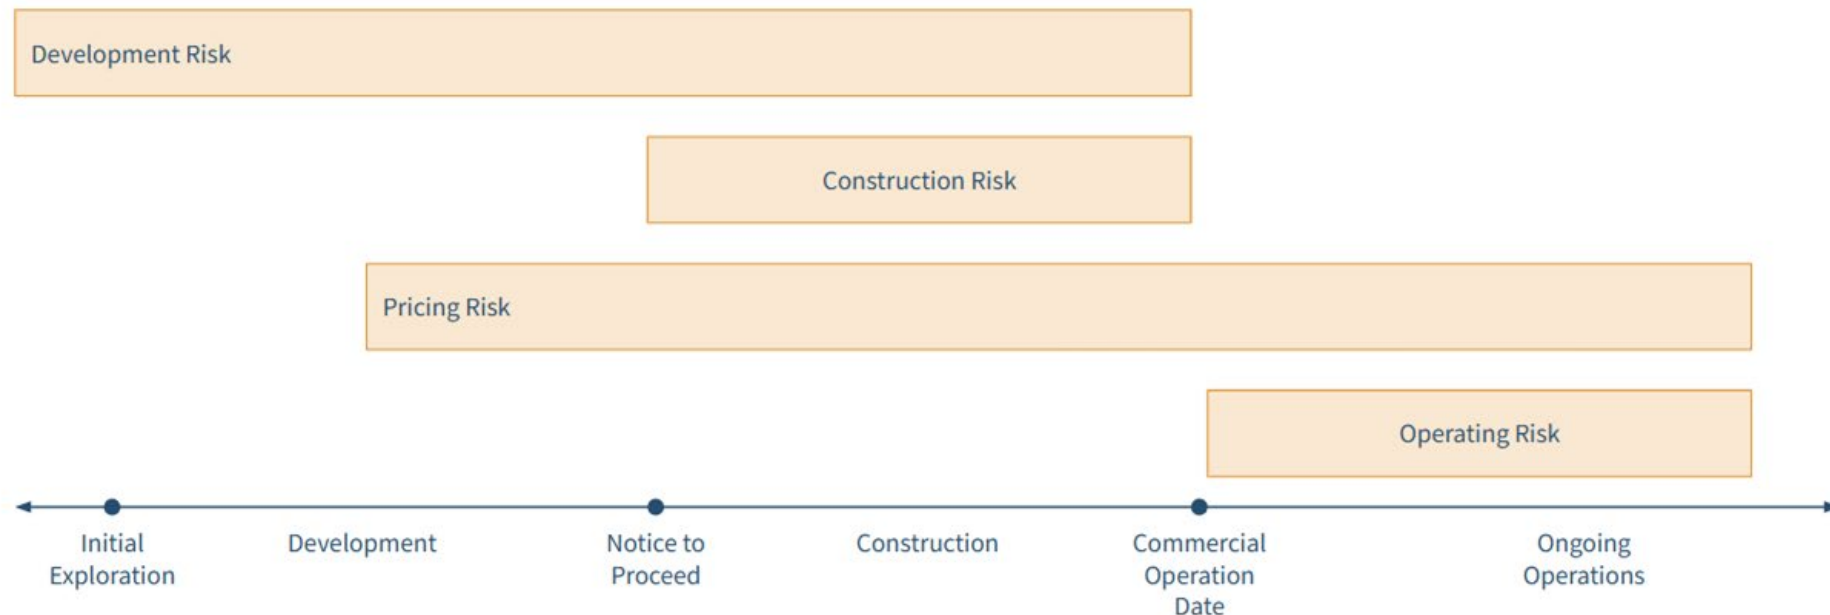 Development Risk
Construction Risk
Pricing Risk
Operating Risk
Initial
Exploration
Development
Notice to
Proceed
Construction
Commercial
Operation
Date
Ongoing
Operations